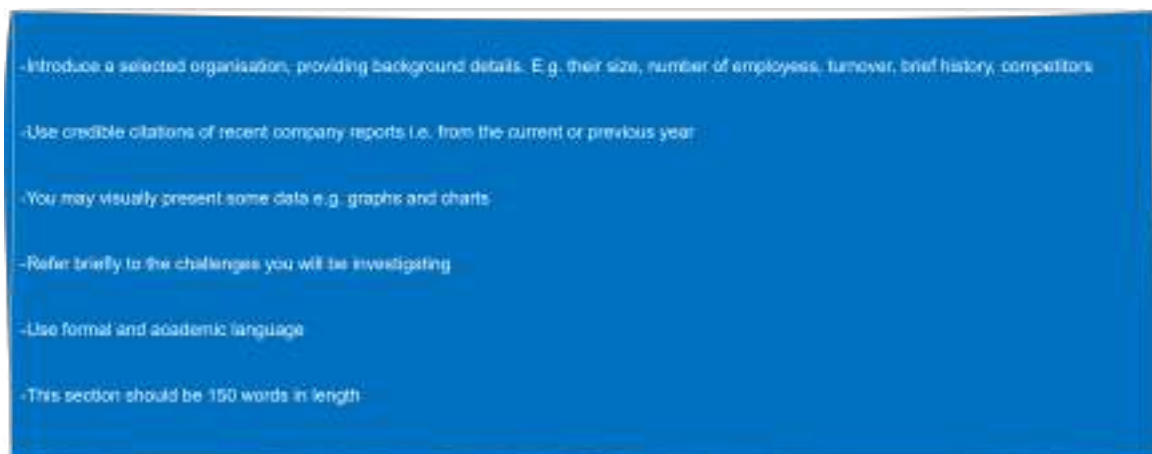 -Introduce a selected organisation, providing background details. E.g. their size, number of employees, turnover, brief history, competitors
-Use credible citations of recent company reports i.e. from the current or previous year
-You may visually present some data e.g. graphs and charts
-Refer briefly to the challenges you will be investigating
-Use formal and academic language
-This section should be 150 words in length